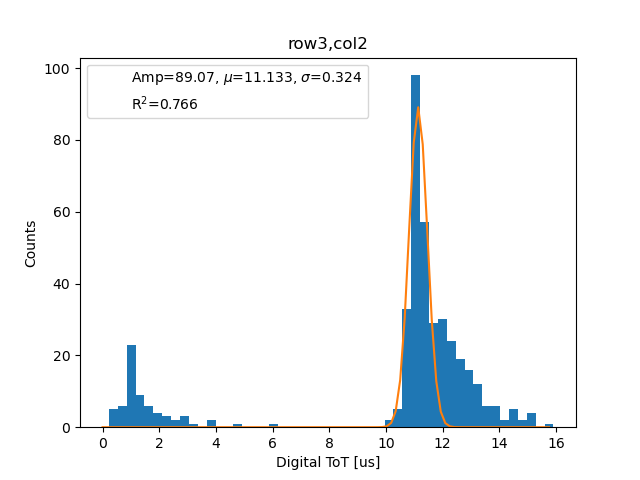 row3,col2
Amp=89.07, μ=11.133, σ=0.324
R²=0.766
100
80
60
40
20
0
Counts
0 2 4 6 8 10 12 14 16
Digital ToT [us]